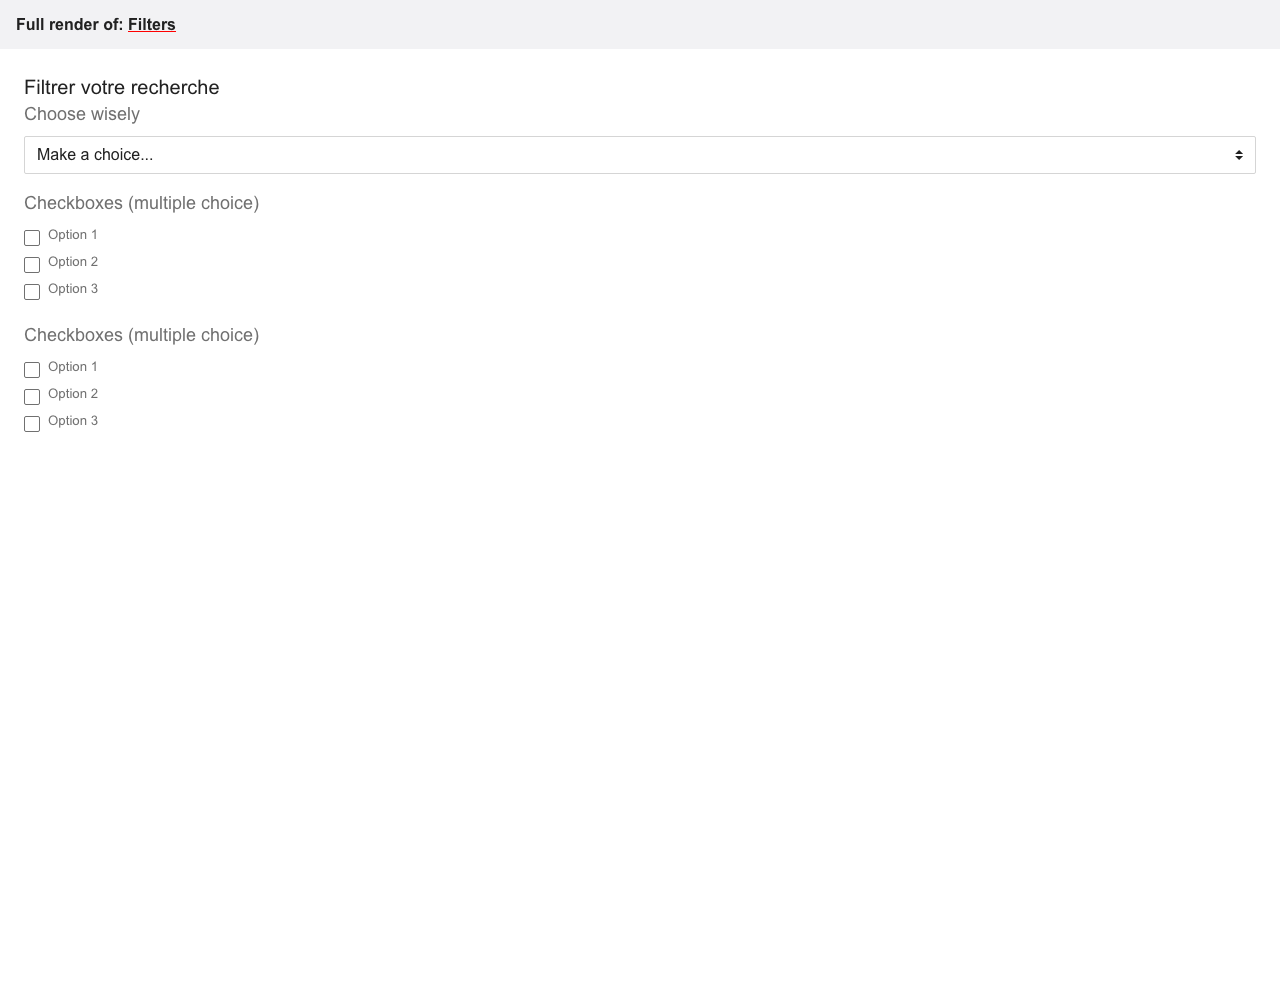 Full render of: Filters
Filtrer votre recherche
Choose wisely
Make a choice...
Checkboxes (multiple choice)
Option 1
Option 2
Option 3
Checkboxes (multiple choice)
Option 1
Option 2
Option 3